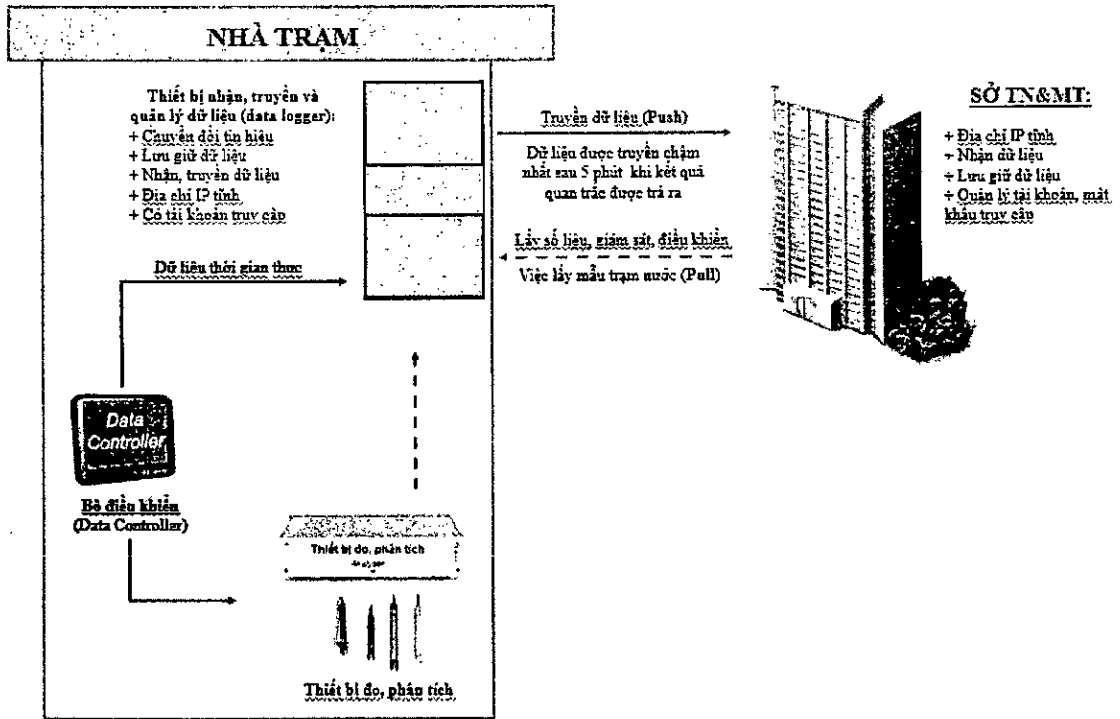 NHÀ TRẠM
Thiết bị nhận, truyền và
quản lý dữ liệu (data logger):
+ Chuyển đổi tín hiệu
+ Lưu giữ dữ liệu
+ Nhận, truyền dữ liệu
+ Địa chỉ IP tĩnh
+ Có tài khoản truy cập
Dữ liệu thời gian thực
Truyền dữ liệu (Push)
Dữ liệu được truyền chậm
nhất sau 5 phút khi kết quả
quan trắc được trả ra
Lấy số liệu, giám sát, điều khiển
Việc lấy mẫu trạm nước (Pull)
SỞ TN&MT:
+ Địa chỉ IP tĩnh
+ Nhận dữ liệu
+ Lưu giữ dữ liệu
+ Quản lý tài khoản, mật
khẩu truy cập
Data
Controller
Bộ điều khiển
(Data Controller)
Thiết bị đo, phân tích
Thiết bị đo, phân tích